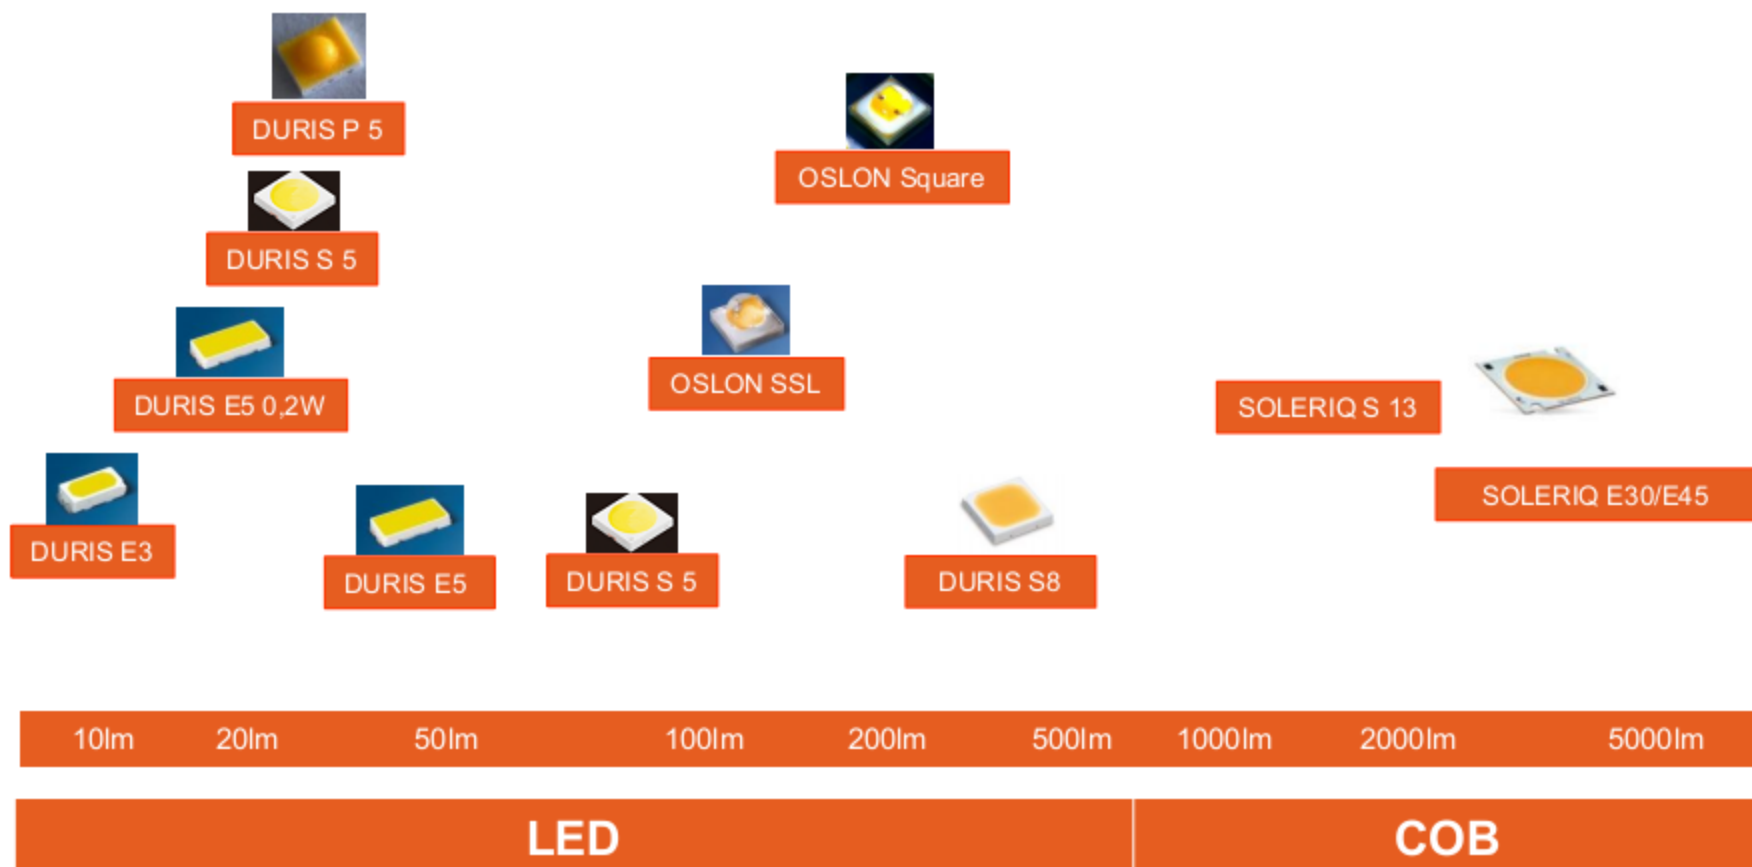 DURIS P 5
OSLON Square
DURIS S 5
OSLON SSL
DURIS E5 0,2W
SOLERIQ S 13
SOLERIQ E30/E45
DURIS E3
DURIS E5
DURIS S 5
DURIS S8
10lm 20lm 50lm 100lm 200lm 500lm 1000lm 2000lm 5000lm
LED COB